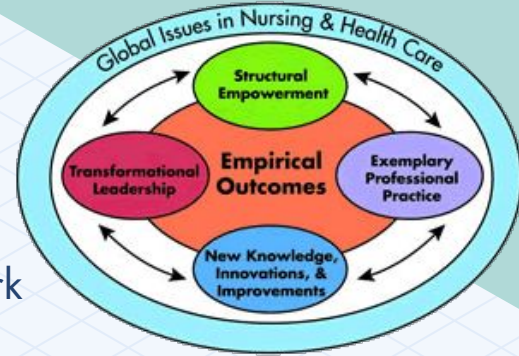 Global Issues in Nursing & Health Care
Structural
Empowerment
Transformational
Leadership
Empirical
Outcomes
Exemplary
Professional
Practice
New Knowledge,
Innovations, &
Improvements
rk